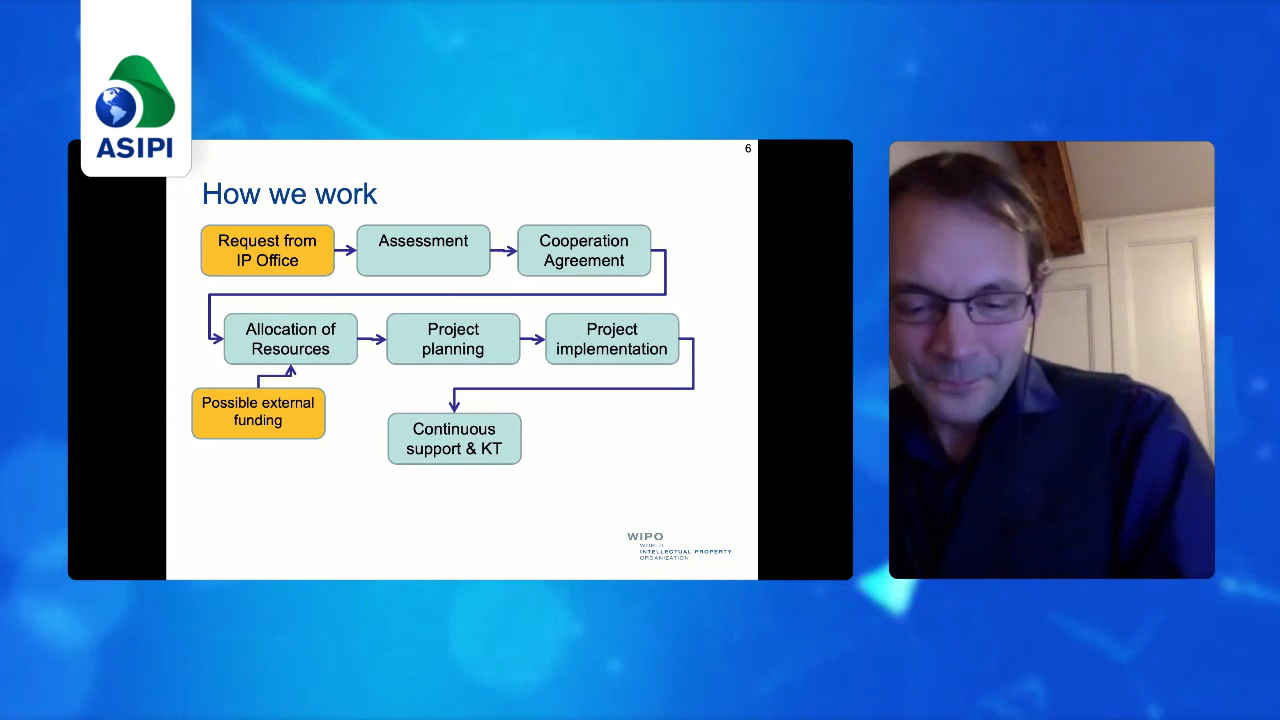 ASIPI
6
How we work
Request from
IP Office
Assessment
Cooperation
Agreement
Allocation of
Resources
Project
planning
Project
implementation
Possible external
funding
Continuous
support & KT
WIPO
WORLD
INTELLECTUAL PROPERTY
ORGANIZATION